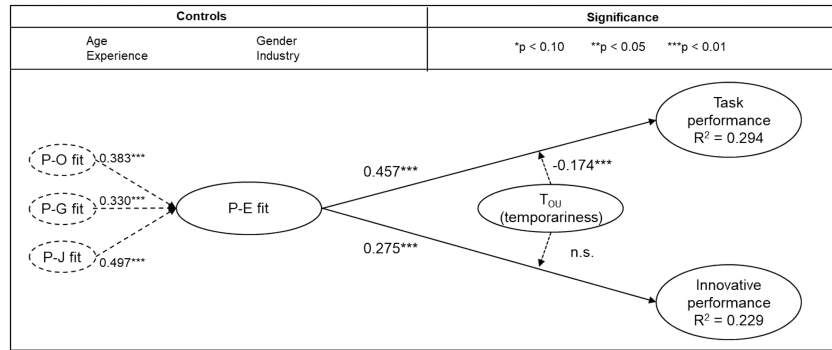 Controls
Significance
Age
Gender
Experience
Industry
*p < 0.10 **p < 0.05 ***p < 0.01
Task
performance
R² = 0.294
P-O fit
0.383***
0.457***
-0.174***
P-G fit
0.330***
P-E fit
T_OU
(temporariness)
P-J fit
0.497***
0.275***
n.s.
Innovative
performance
R² = 0.229